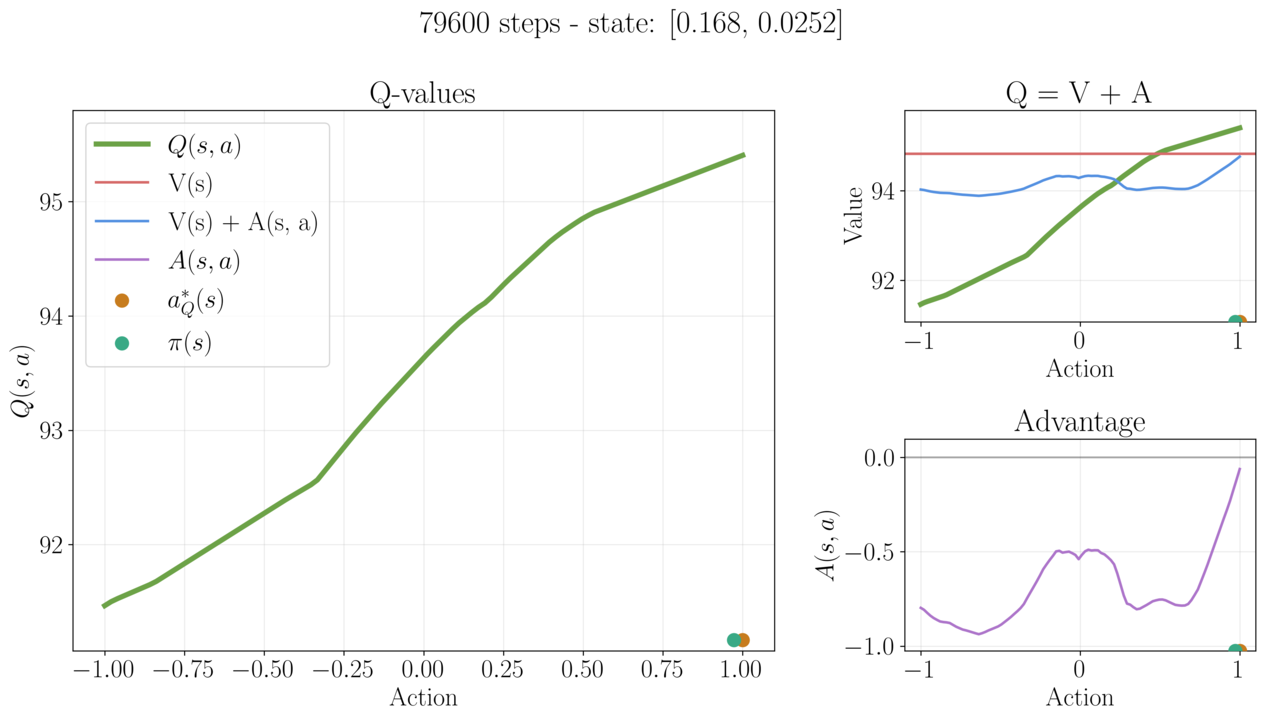 79600 steps - state: [0.168, 0.0252]
Q-values
Q(s, a)
V(s)
V(s) + A(s, a)
A(s, a)
a*Q(s)
π(s)
95
94
93
92
Q(s, a)
−1.00 −0.75 −0.50 −0.25 0.00 0.25 0.50 0.75 1.00
Action
Q = V + A
94
92
Value
−1 0 1
Action
Advantage
0.0
−0.5
−1.0
A(s, a)
−1 0 1
Action